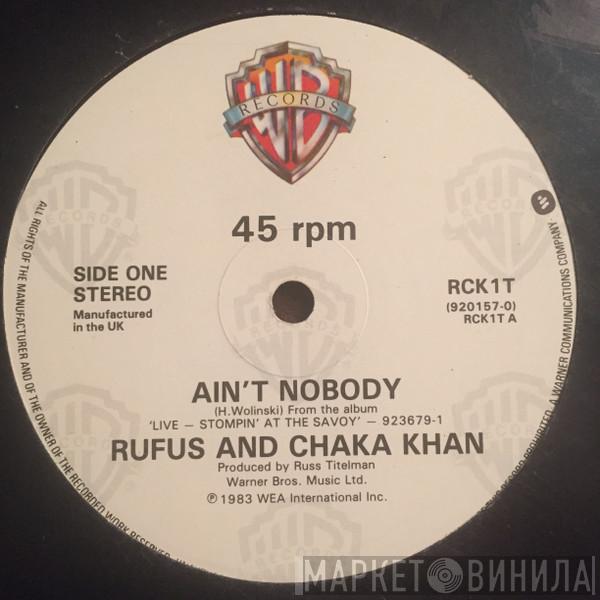 WB
RECORDS
45 rpm
SIDE ONE
STEREO
Manufactured
in the UK
RCK1T
(920157-0)
RCK1T A
AIN'T NOBODY
(H.Wolinski) From the album
'LIVE – STOMPIN' AT THE SAVOY' – 923679-1
RUFUS AND CHAKA KHAN
Produced by Russ Titelman
Warner Bros. Music Ltd.
℗ 1983 WEA International Inc.
ALL RIGHTS OF THE MANUFACTURER AND OF THE OWNER OF THE RECORDED WORK RESERVED
A WARNER COMMUNICATIONS COMPANY
МАРКЕТ ВИНИЛА